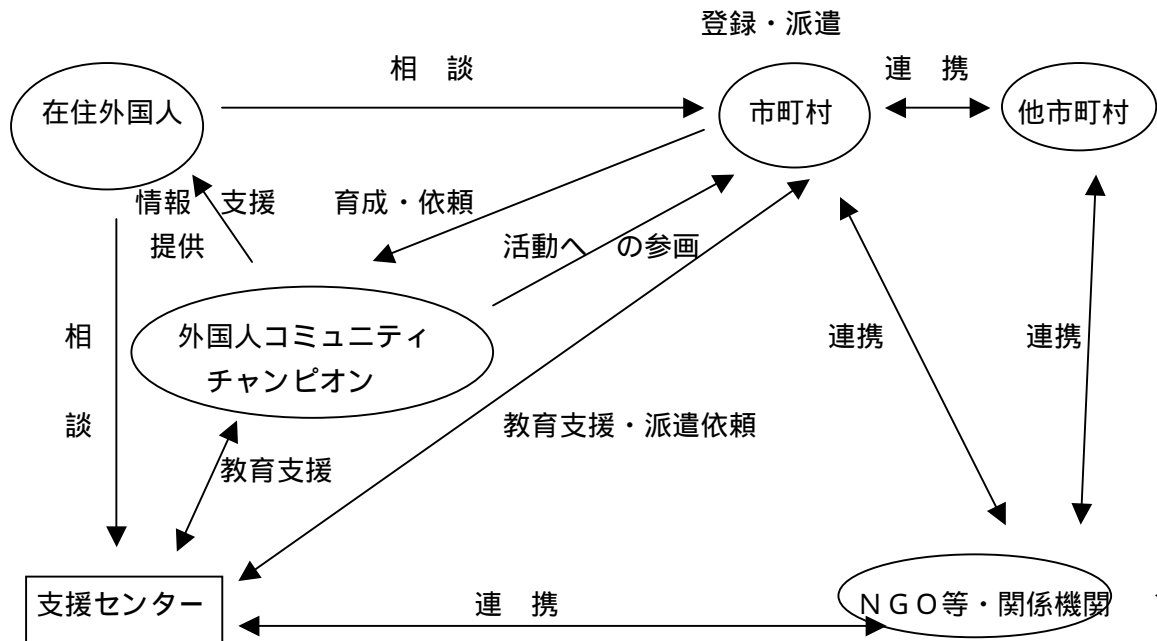 登録・派遣
相　談
連　携
在住外国人
市町村
他市町村
情報　支援
提供
育成・依頼
活動へ　の参画
相
談
外国人コミュニティ
チャンピオン
連携
連携
教育支援・派遣依頼
教育支援
支援センター
連　携
ＮＧＯ等・関係機関